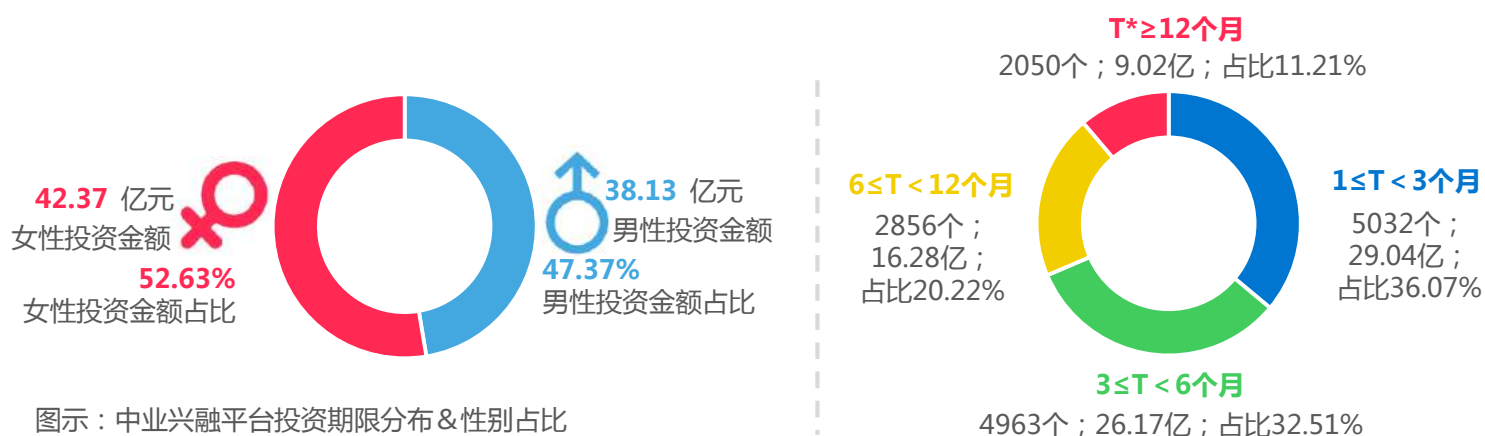 42.37 亿元
女性投资金额
52.63%
女性投资金额占比
38.13 亿元
男性投资金额
47.37%
男性投资金额占比
图示：中业兴融平台投资期限分布&性别占比
T*≥12个月
2050个；9.02亿；占比11.21%
6≤T＜12个月
2856个；
16.28亿；
占比20.22%
1≤T＜3个月
5032个；
29.04亿；
占比36.07%
3≤T＜6个月
4963个；26.17亿；占比32.51%